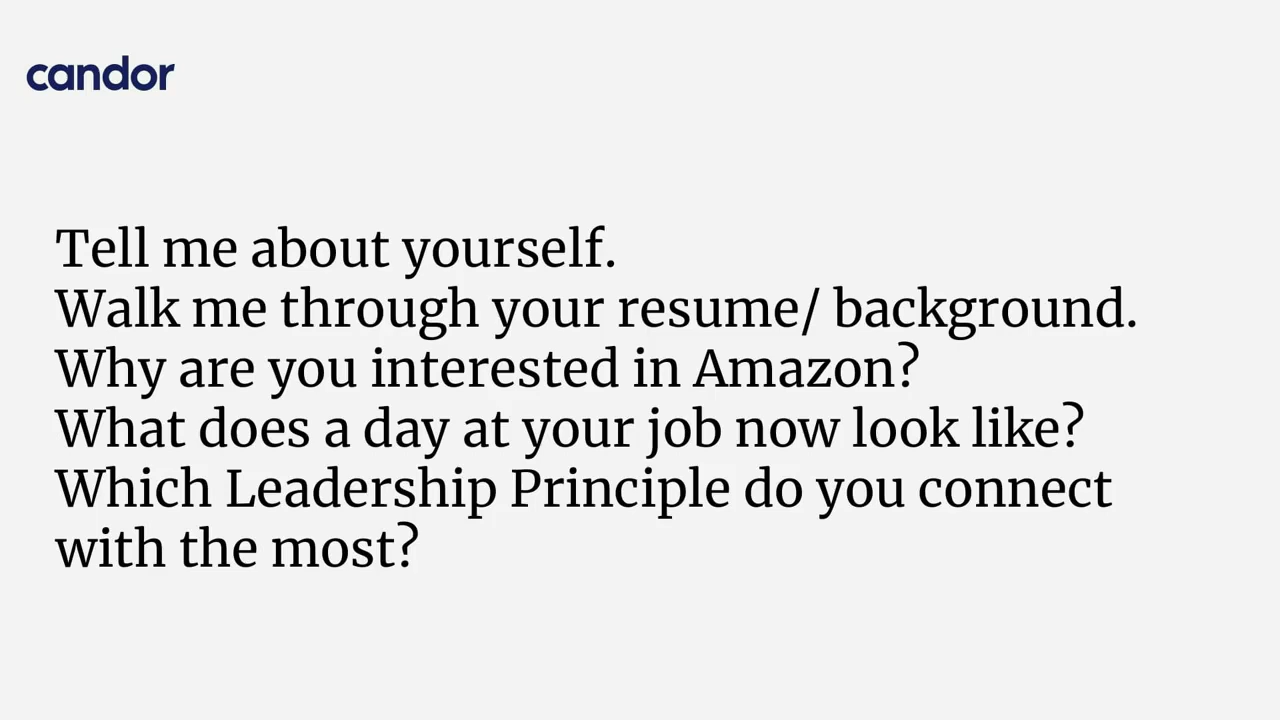 candor
Tell me about yourself.
Walk me through your resume/ background.
Why are you interested in Amazon?
What does a day at your job now look like?
Which Leadership Principle do you connect
with the most?